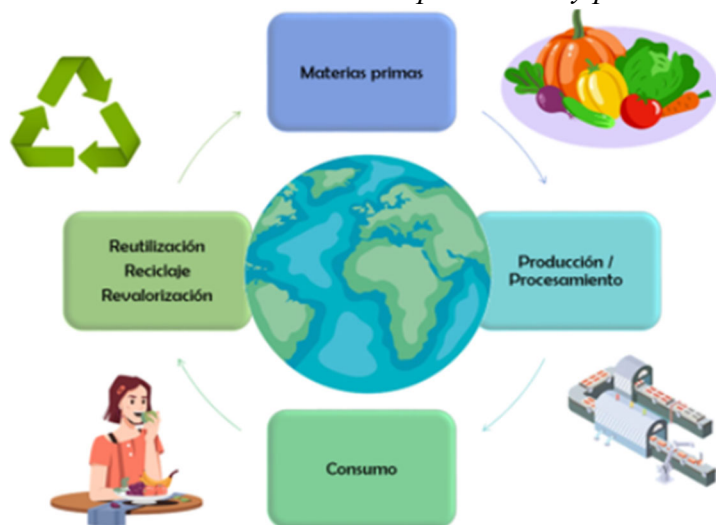 Materias primas
Producción /
Procesamiento
Consumo
Reutilización
Reciclaje
Revalorización